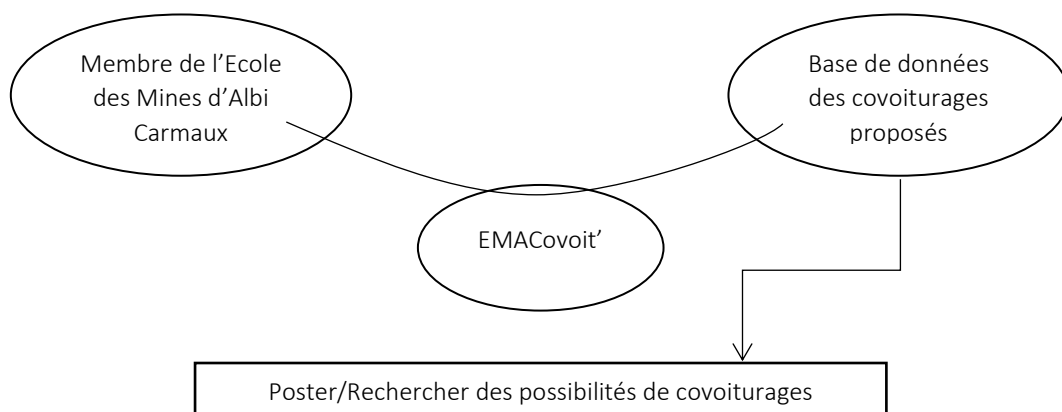 Membre de l’Ecole
des Mines d’Albi
Carmaux
Base de données
des covoiturages
proposés
EMACovoit’
Poster/Rechercher des possibilités de covoiturages